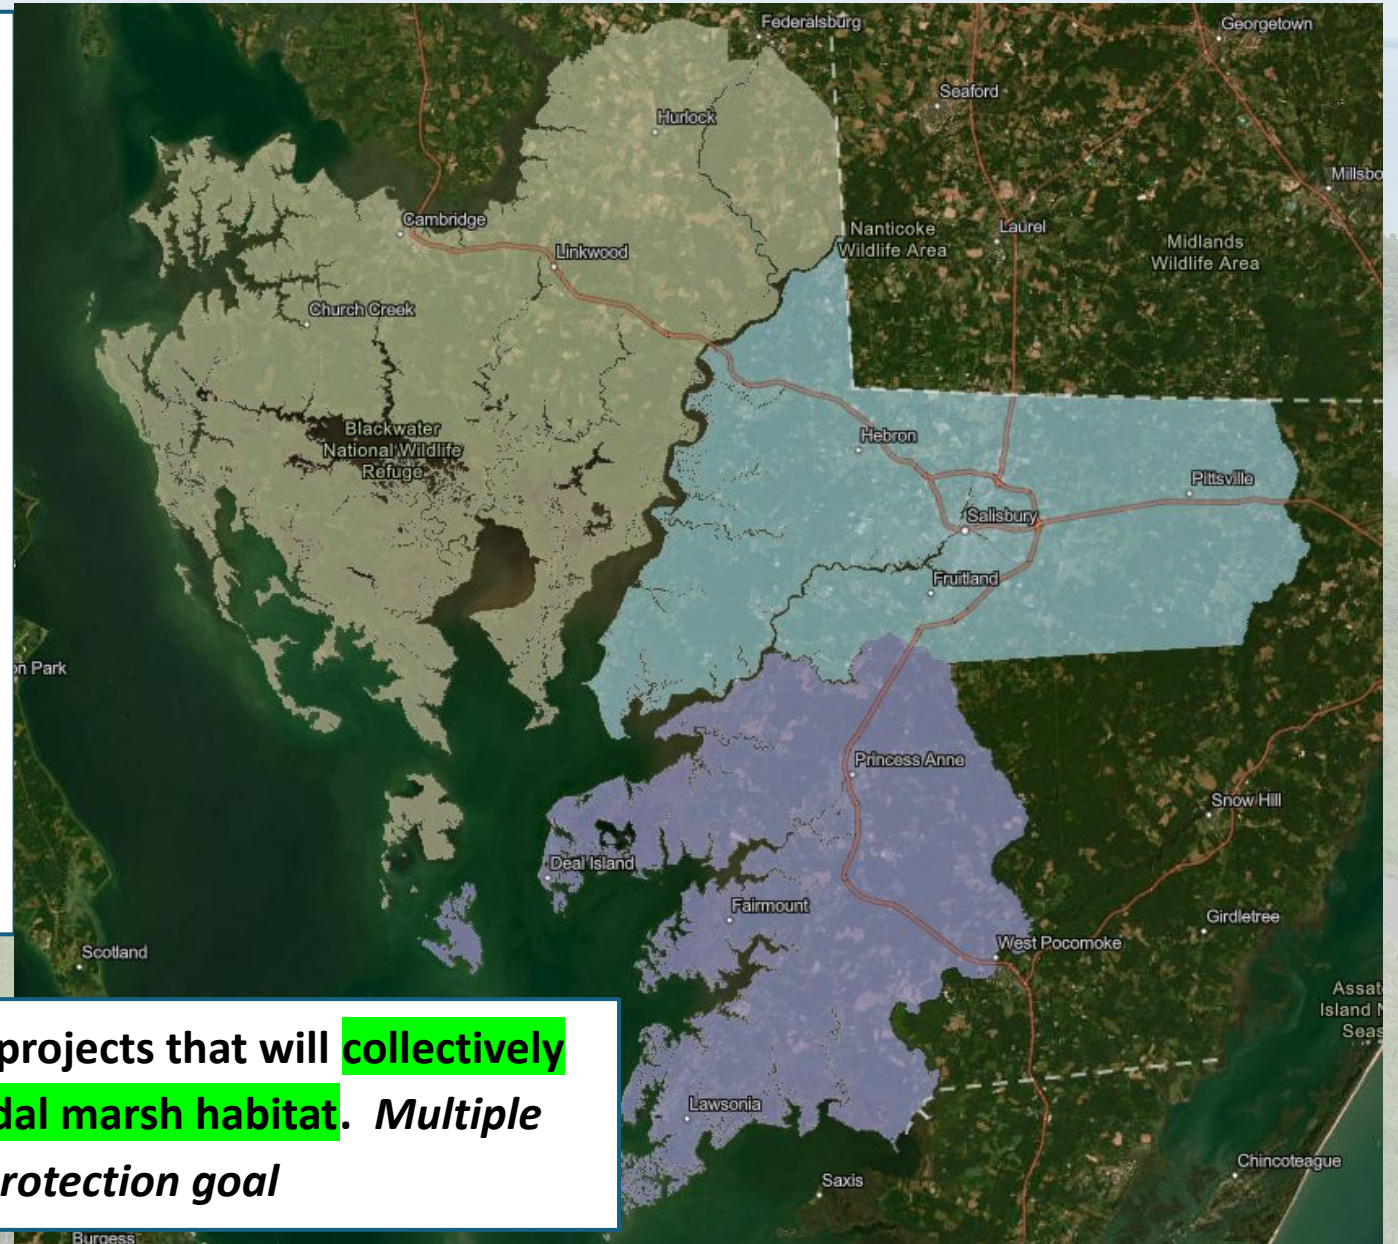 Federalsburg
Georgetown
Seaford
Hurlock
Millsbo
Cambridge
Nanticoke
Wildlife Area
Laurel
Midlands
Wildlife Area
Linkwood
Church Creek
Blackwater
National Wildlife
Refuge
Hebron
Pittsville
Salisbury
Fruitland
on Park
Princess Anne
Snow Hill
Deal Island
Fairmount
Girdletree
West Pocomoke
Scotland
Assat
Island N
Seas
projects that will collectively
dal marsh habitat. Multiple
rotection goal
Lawsonia
Chincoteague
Saxis
Burgess